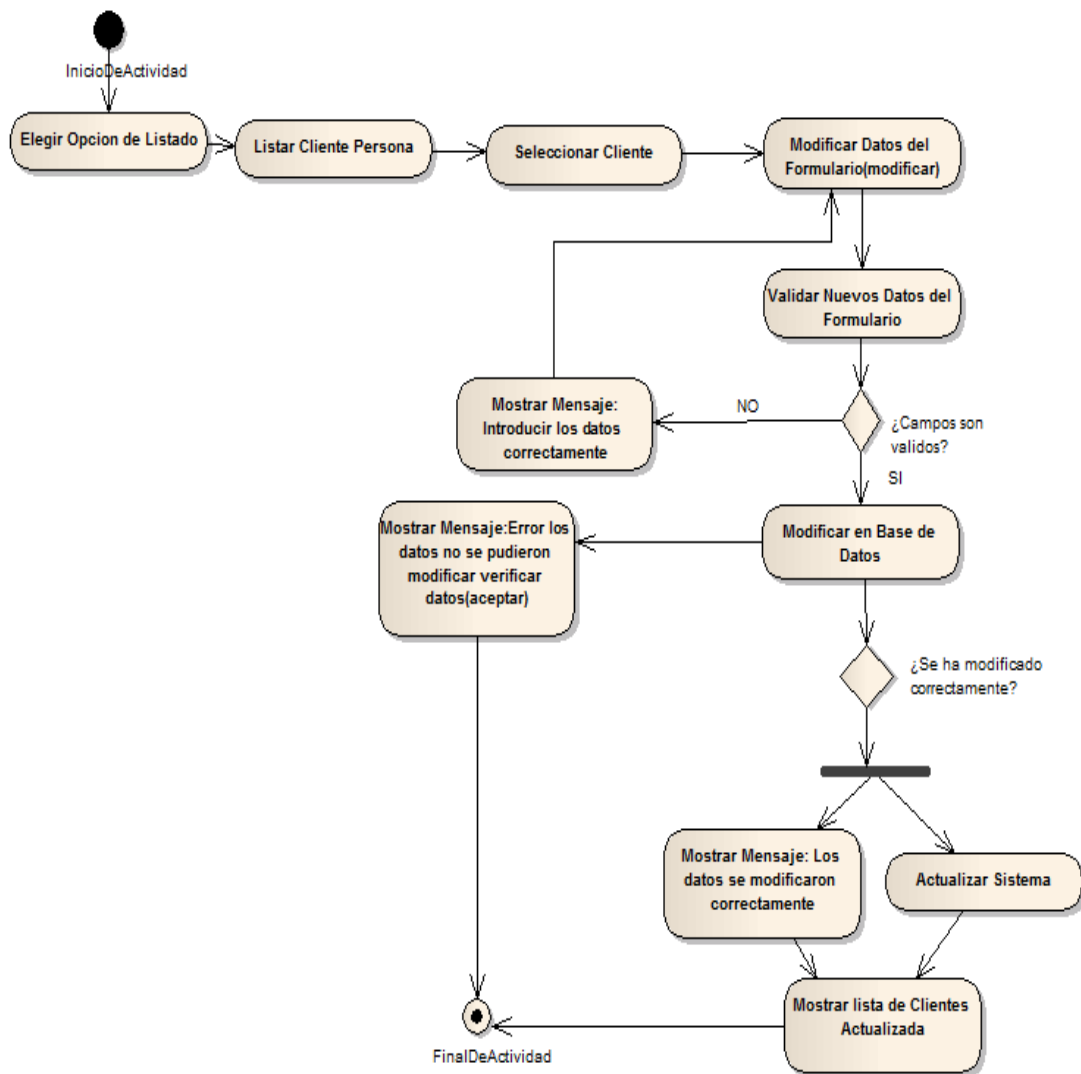 InicioDeActividad
Elegir Opcion de Listado
Listar Cliente Persona
Seleccionar Cliente
Modificar Datos del
Formulario(modificar)
Validar Nuevos Datos del
Formulario
¿Campos son
validos?
NO
Mostrar Mensaje:
Introducir los datos
correctamente
SI
Modificar en Base de
Datos
Mostrar Mensaje:Error los
datos no se pudieron
modificar verificar
datos(aceptar)
¿Se ha modificado
correctamente?
Mostrar Mensaje: Los
datos se modificaron
correctamente
Actualizar Sistema
Mostrar lista de Clientes
Actualizada
FinalDeActividad